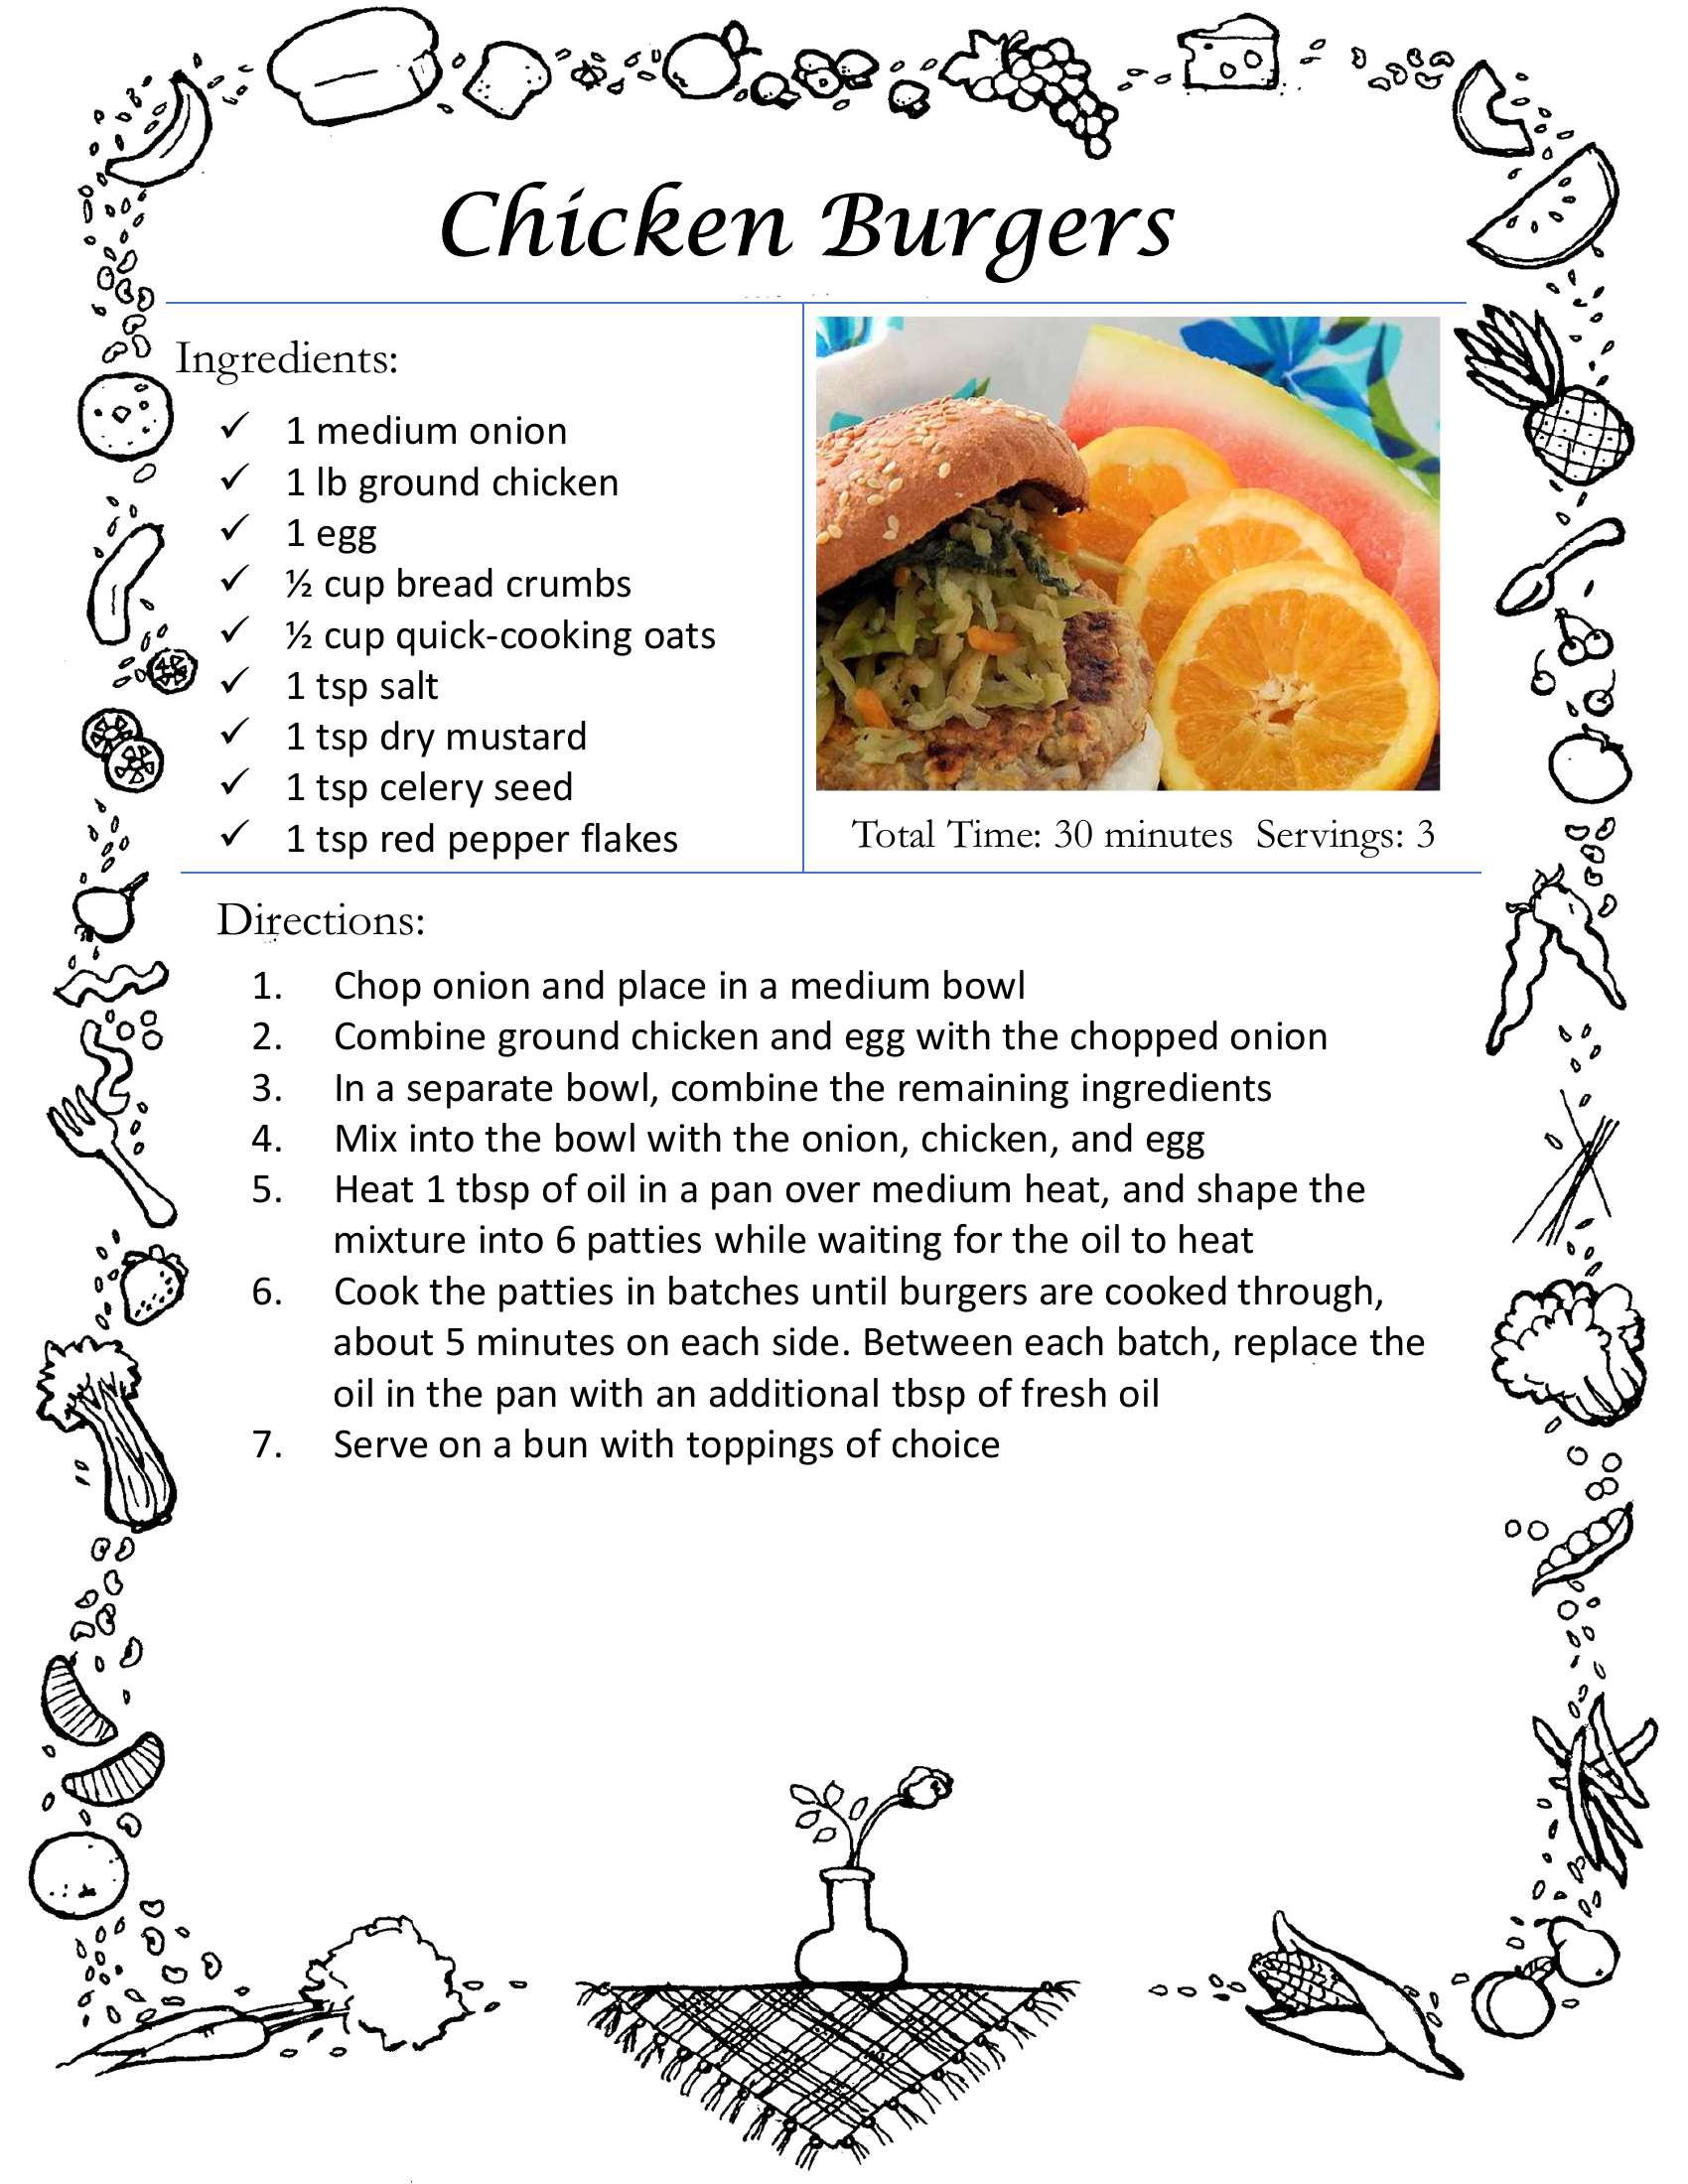 Chicken Burgers
Ingredients:
✓ 1 medium onion
✓ 1 lb ground chicken
✓ 1 egg
✓ ½ cup bread crumbs
✓ ½ cup quick-cooking oats
✓ 1 tsp salt
✓ 1 tsp dry mustard
✓ 1 tsp celery seed
✓ 1 tsp red pepper flakes
Total Time: 30 minutes  Servings: 3
Directions:
1. Chop onion and place in a medium bowl
2. Combine ground chicken and egg with the chopped onion
3. In a separate bowl, combine the remaining ingredients
4. Mix into the bowl with the onion, chicken, and egg
5. Heat 1 tbsp of oil in a pan over medium heat, and shape the
mixture into 6 patties while waiting for the oil to heat
6. Cook the patties in batches until burgers are cooked through,
about 5 minutes on each side. Between each batch, replace the
oil in the pan with an additional tbsp of fresh oil
7. Serve on a bun with toppings of choice